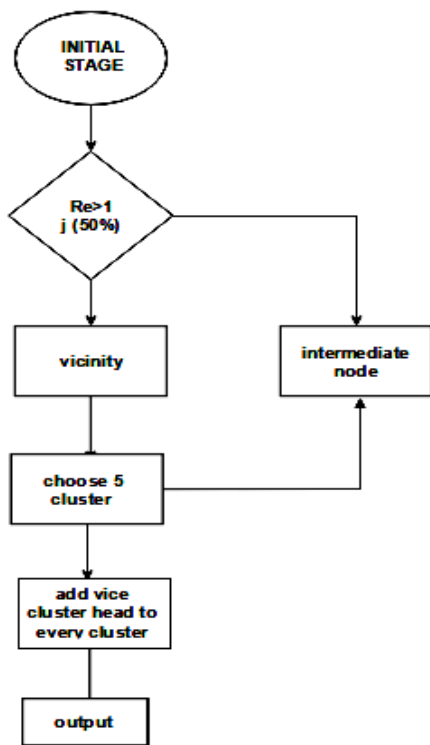 INITIAL
STAGE
Re>1
j (50%)
vicinity
intermediate
node
choose 5
cluster
add vice
cluster head to
every cluster
output